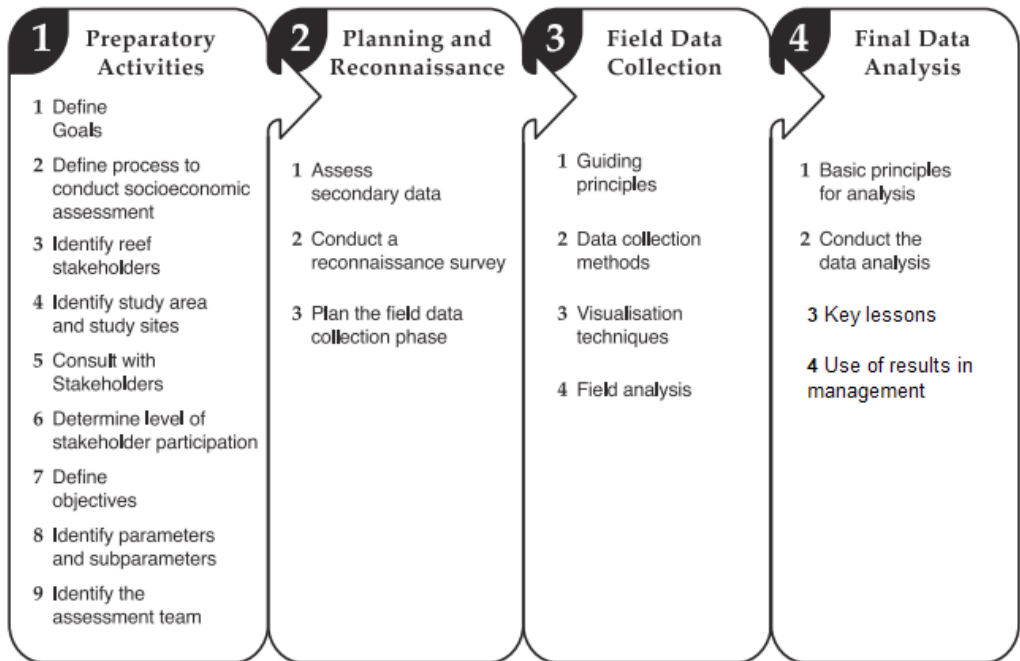 1 Preparatory
Activities
1 Define
Goals
2 Define process to
conduct socioeconomic
assessment
3 Identify reef
stakeholders
4 Identify study area
and study sites
5 Consult with
Stakeholders
6 Determine level of
stakeholder participation
7 Define
objectives
8 Identify parameters
and subparameters
9 Identify the
assessment team
2 Planning and
Reconnaissance
1 Assess
secondary data
2 Conduct a
reconnaissance survey
3 Plan the field data
collection phase
3 Field Data
Collection
1 Guiding
principles
2 Data collection
methods
3 Visualisation
techniques
4 Field analysis
4 Final Data
Analysis
1 Basic principles
for analysis
2 Conduct the
data analysis
3 Key lessons
4 Use of results in
management